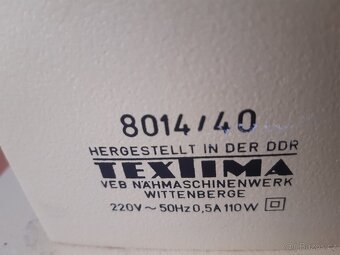 8014/40
HERGESTELLT IN DER DDR
TEXTIMA
VEB NÄHMASCHINENWERK
WITTENBERGE
220V ~ 50Hz 0,5A 110W